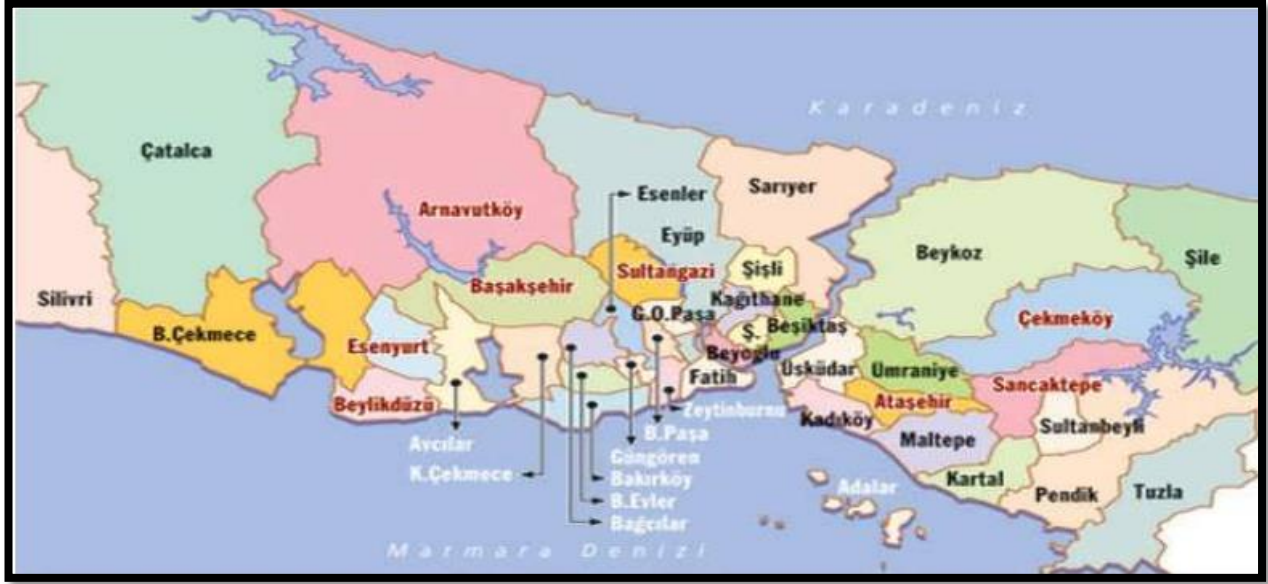 Karadeniz
Çatalca
Sarıyer
Esenler
Arnavutköy
Eyüp
Beykoz
Şile
Sultangazi
Şişli
Başakşehir
Silivri
Kağıthane
G.O.Paşa
Çekmeköy
B.Çekmece
Ş.
Beşiktaş
Esenyurt
Beyoğlu
Üsküdar
Ümraniye
Fatih
Sancaktepe
Beylikdüzü
Ataşehir
Zeytinburnu
Kadıköy
Sultanbeyli
B.Paşa
Maltepe
Avcılar
Güngören
K.Çekmece
Bakırköy
Kartal
Adalar
Pendik
Tuzla
B.Evler
Bağcılar
Marmara Denizi